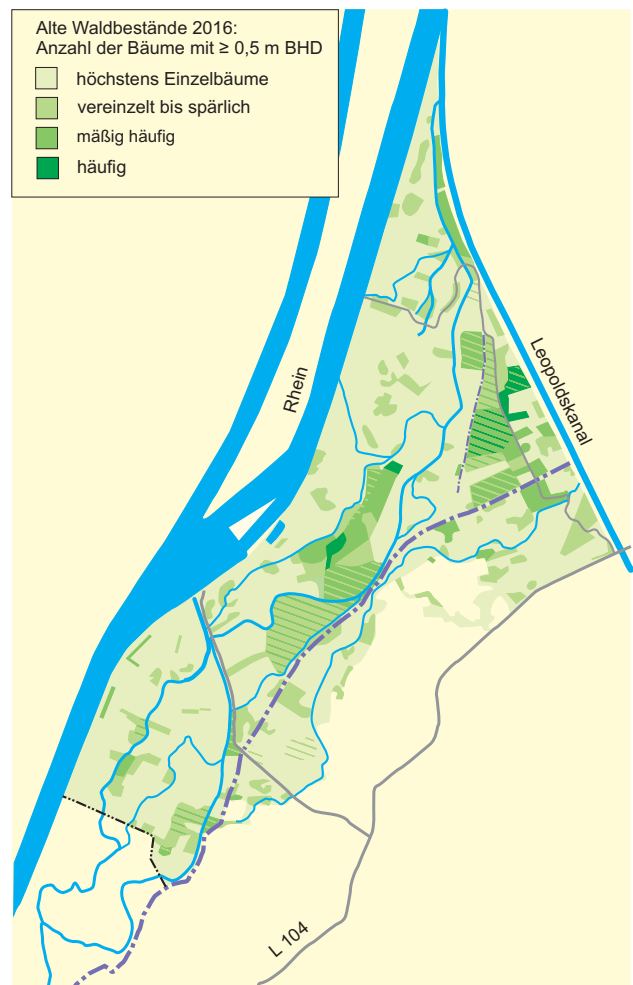 Alte Waldbestände 2016:
Anzahl der Bäume mit ≥ 0,5 m BHD
höchstens Einzelbäume
vereinzelt bis spärlich
mäßig häufig
häufig
Rhein
Leopoldskanal
L 104